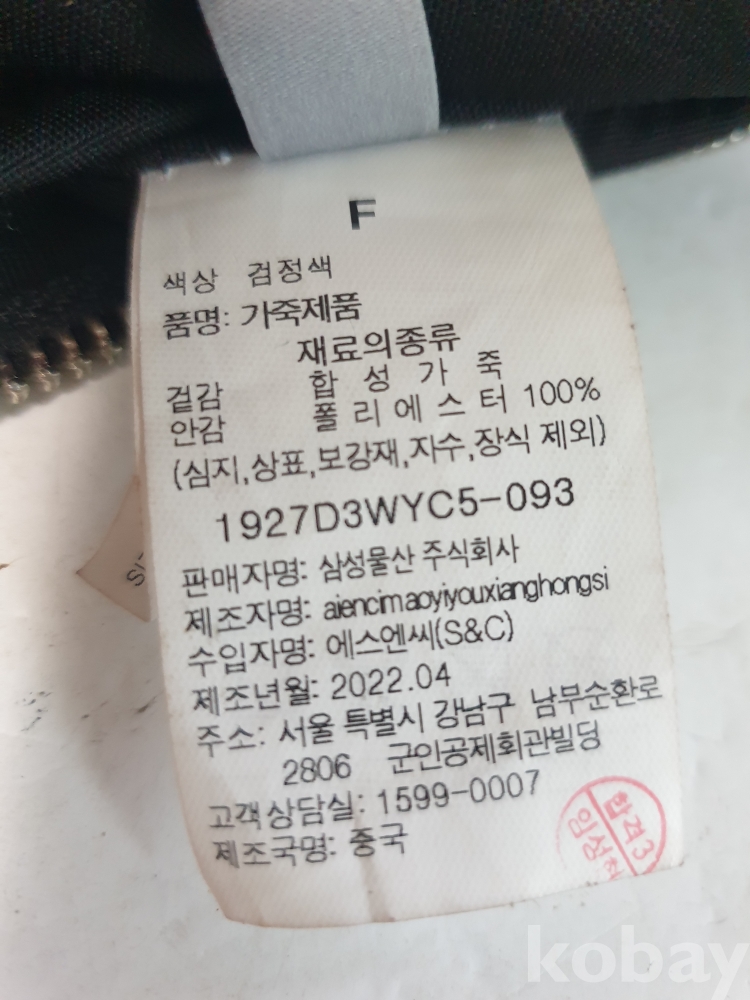 F
색상 검정색
품명: 가죽제품
재료의종류
겉감 합 성 가 죽
안감 폴 리 에 스 터 100%
(심지,상표,보강재,자수,장식 제외)
1927D3WYC5-093
판매자명: 삼성물산 주식회사
제조자명: aiencimaoyiyouxianghongsi
수입자명: 에스엔씨(S&C)
제조년월: 2022.04
주소: 서울 특별시 강남구 남부순환로
2806 군인공제회관빌딩
고객상담실: 1599-0007
제조국명: 중국
합격3
kobay